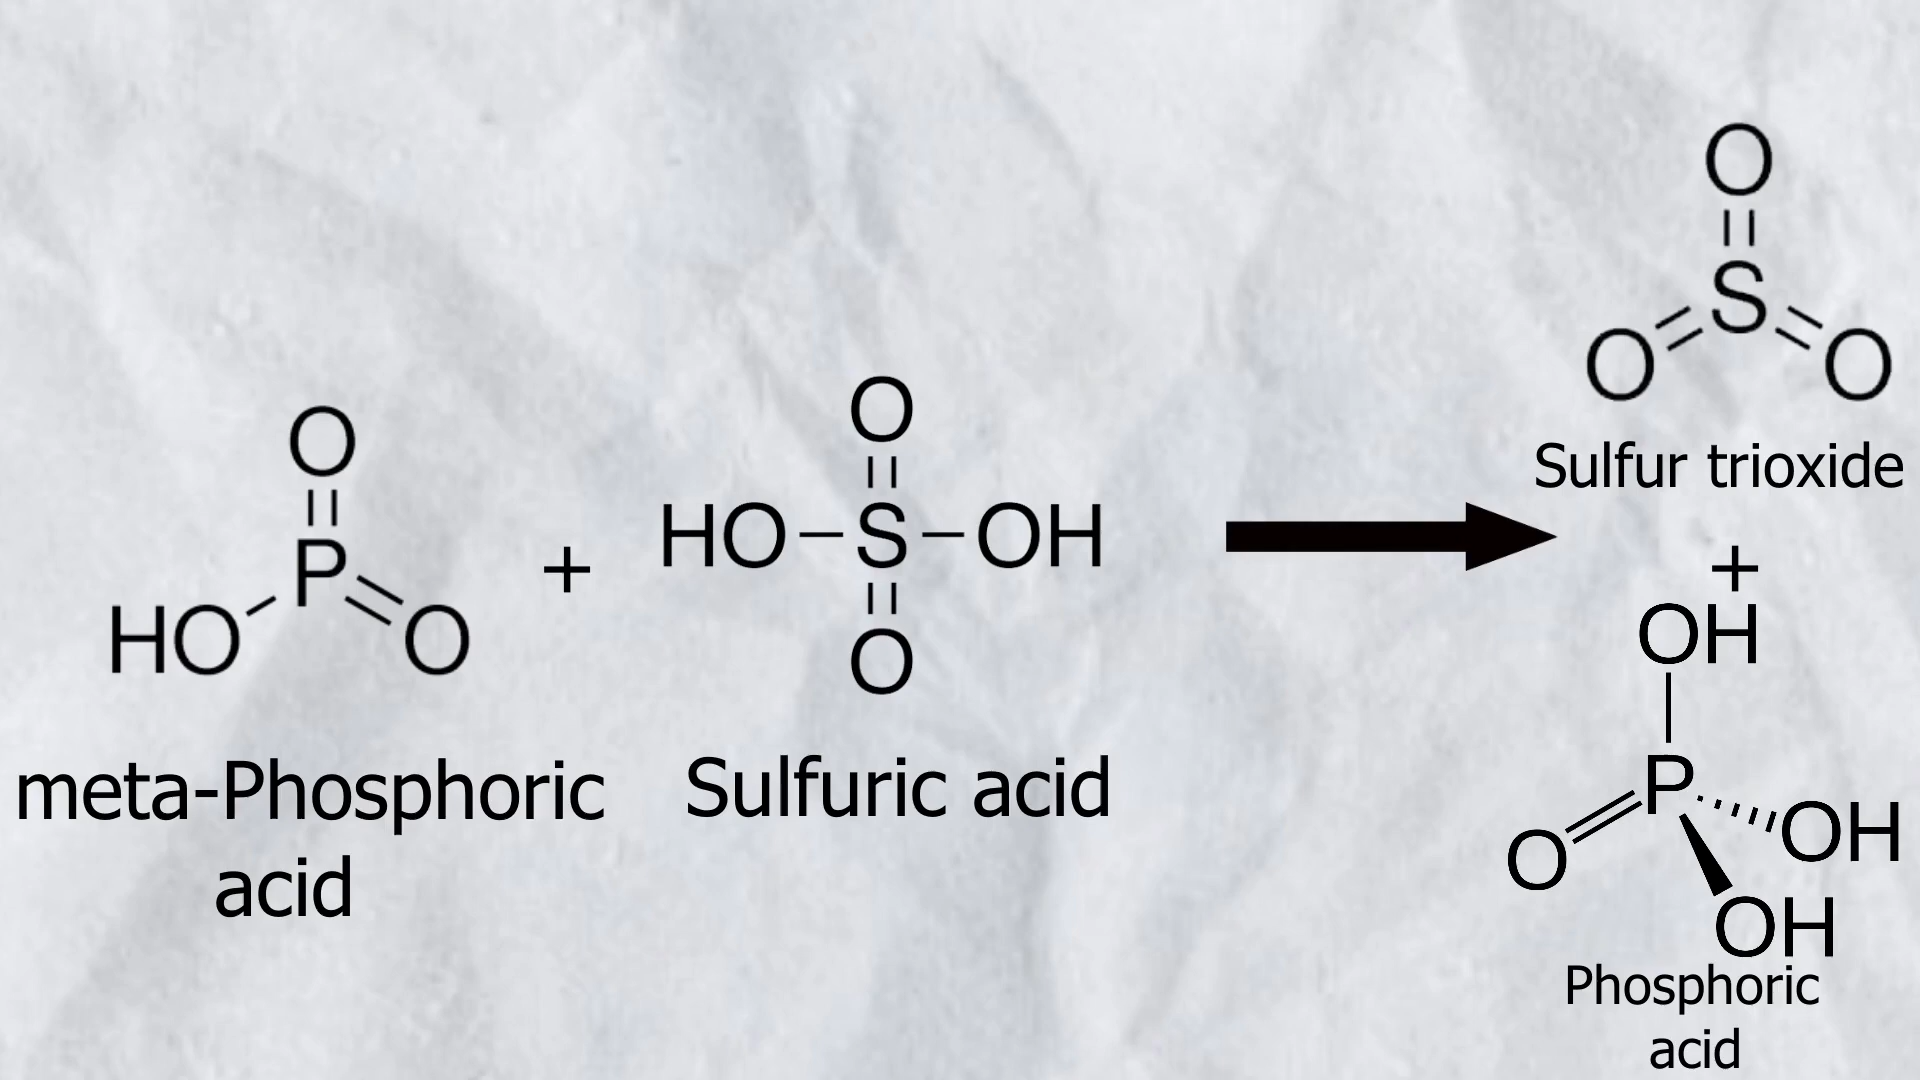 O
P
HO
O
meta-Phosphoric
acid
+
O
HO
S
OH
O
Sulfuric acid
O
S
O
O
Sulfur trioxide
+
OH
P
O
OH
OH
Phosphoric
acid